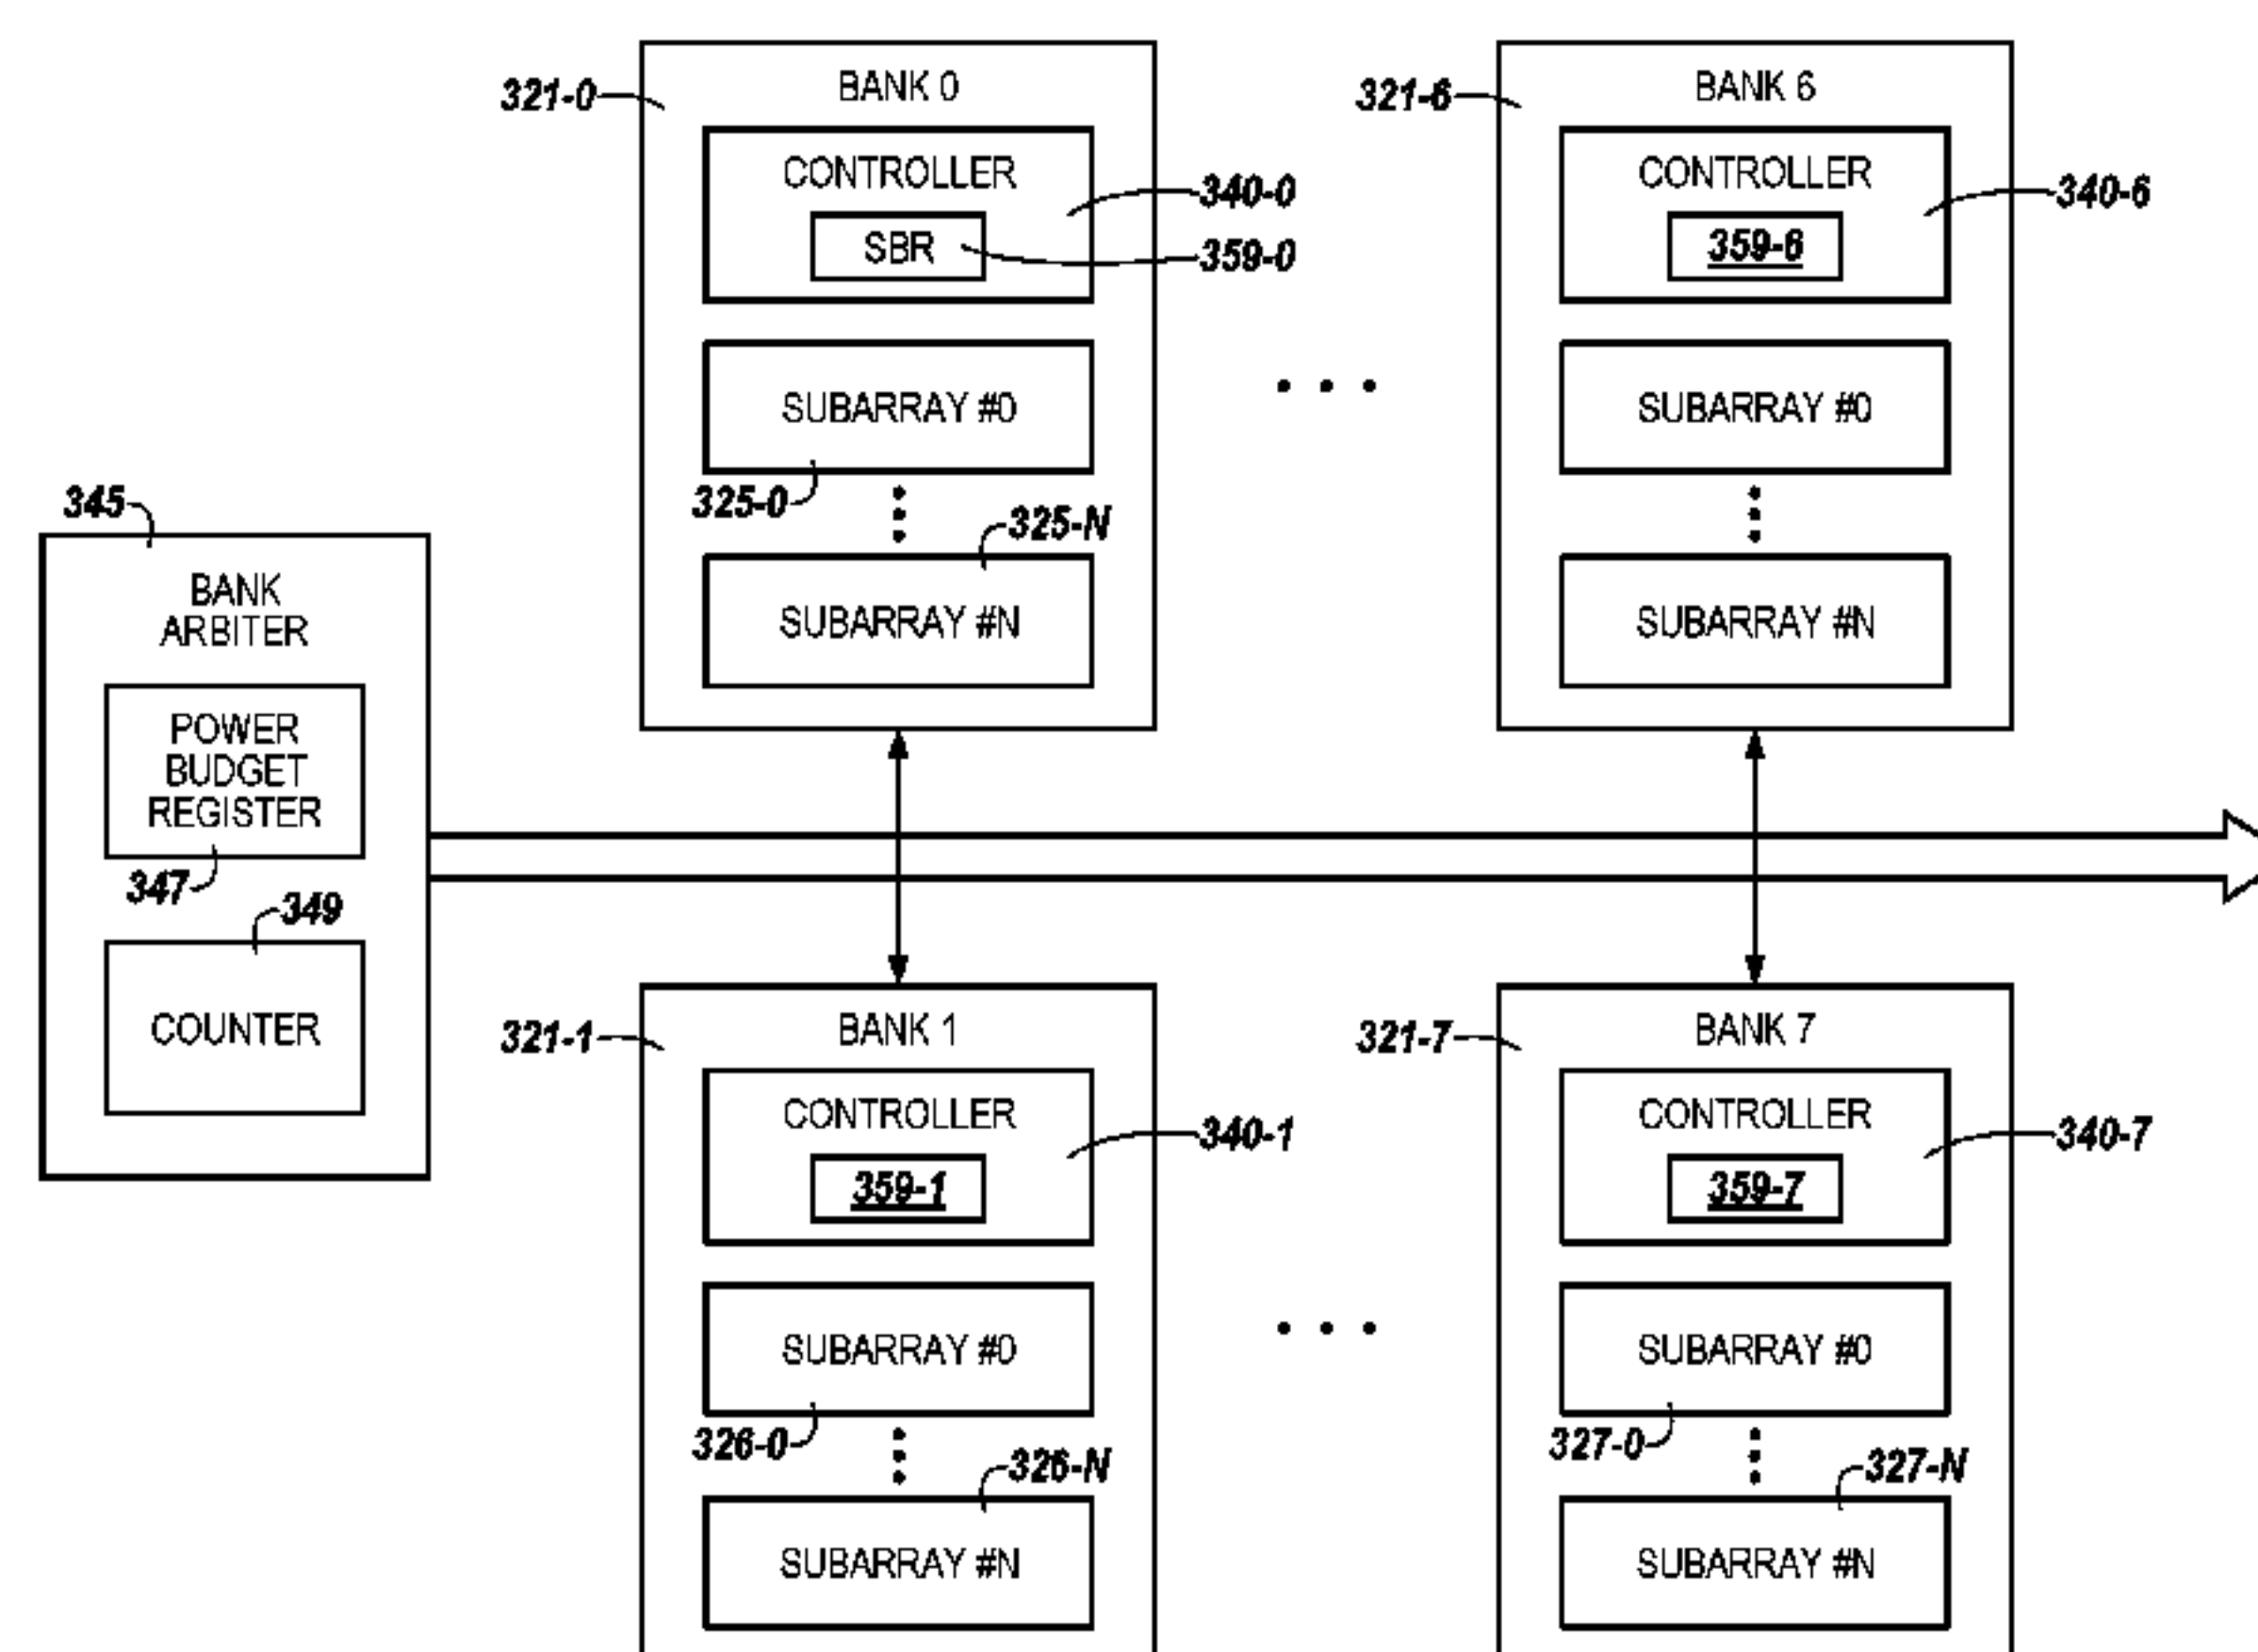 321-0
BANK 0
CONTROLLER
340-0
SBR
359-0
SUBARRAY #0
325-0
325-N
SUBARRAY #N
321-6
BANK 6
CONTROLLER
340-6
359-6
SUBARRAY #0
SUBARRAY #N
345
BANK
ARBITER
POWER
BUDGET
REGISTER
347
349
COUNTER
321-1
BANK 1
CONTROLLER
340-1
359-1
SUBARRAY #0
326-0
326-N
SUBARRAY #N
321-7
BANK 7
CONTROLLER
340-7
359-7
SUBARRAY #0
327-0
327-N
SUBARRAY #N